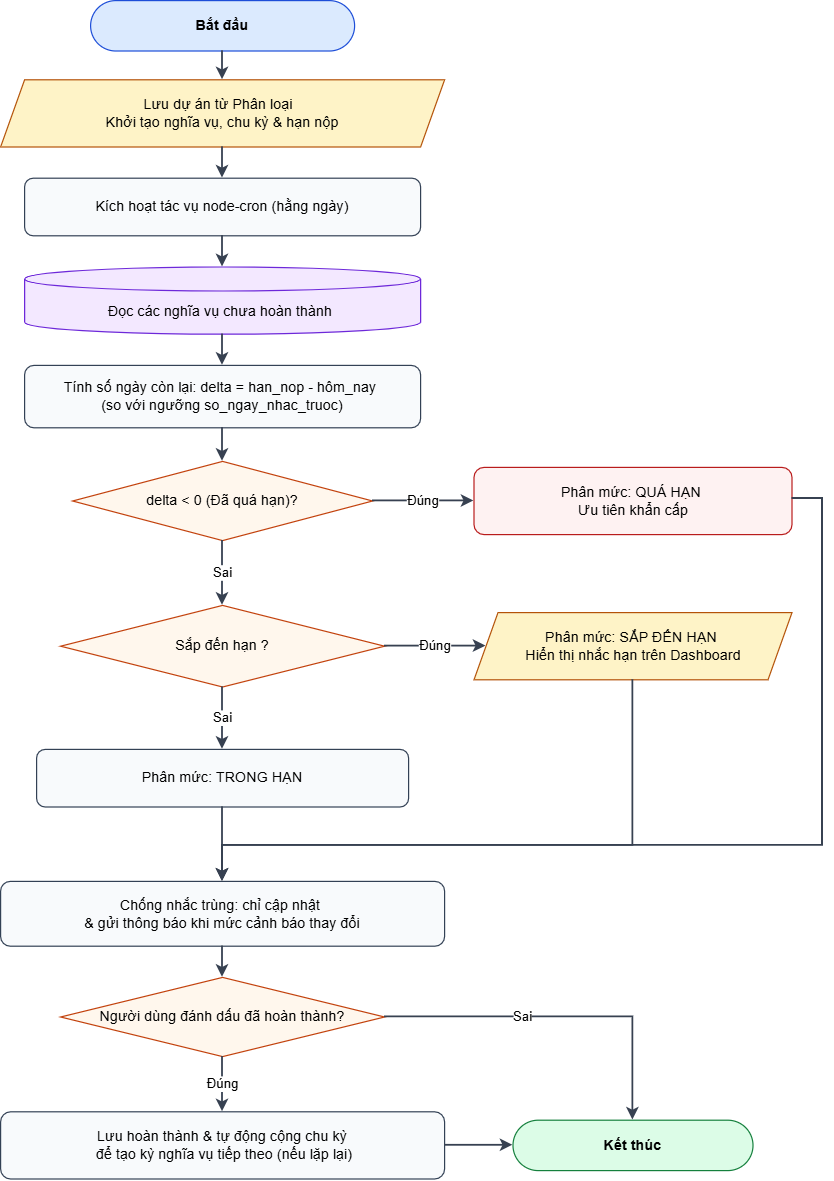 Bắt đầu
Lưu dự án từ Phân loại
Khởi tạo nghĩa vụ, chu kỳ & hạn nộp
Kích hoạt tác vụ node-cron (hằng ngày)
Đọc các nghĩa vụ chưa hoàn thành
Tính số ngày còn lại: delta = han_nop - hôm_nay
(so với ngưỡng so_ngay_nhac_truoc)
delta < 0 (Đã quá hạn)?
Đúng
Phân mức: QUÁ HẠN
Ưu tiên khẩn cấp
Sai
Sắp đến hạn ?
Đúng
Phân mức: SẮP ĐẾN HẠN
Hiển thị nhắc hạn trên Dashboard
Sai
Phân mức: TRONG HẠN
Chống nhắc trùng: chỉ cập nhật
& gửi thông báo khi mức cảnh báo thay đổi
Người dùng đánh dấu đã hoàn thành?
Sai
Đúng
Lưu hoàn thành & tự động cộng chu kỳ
để tạo kỳ nghĩa vụ tiếp theo (nếu lặp lại)
Kết thúc